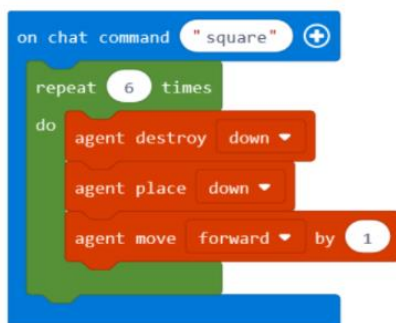 on chat command "square"
repeat 6 times
do
agent destroy down
agent place down
agent move forward by 1